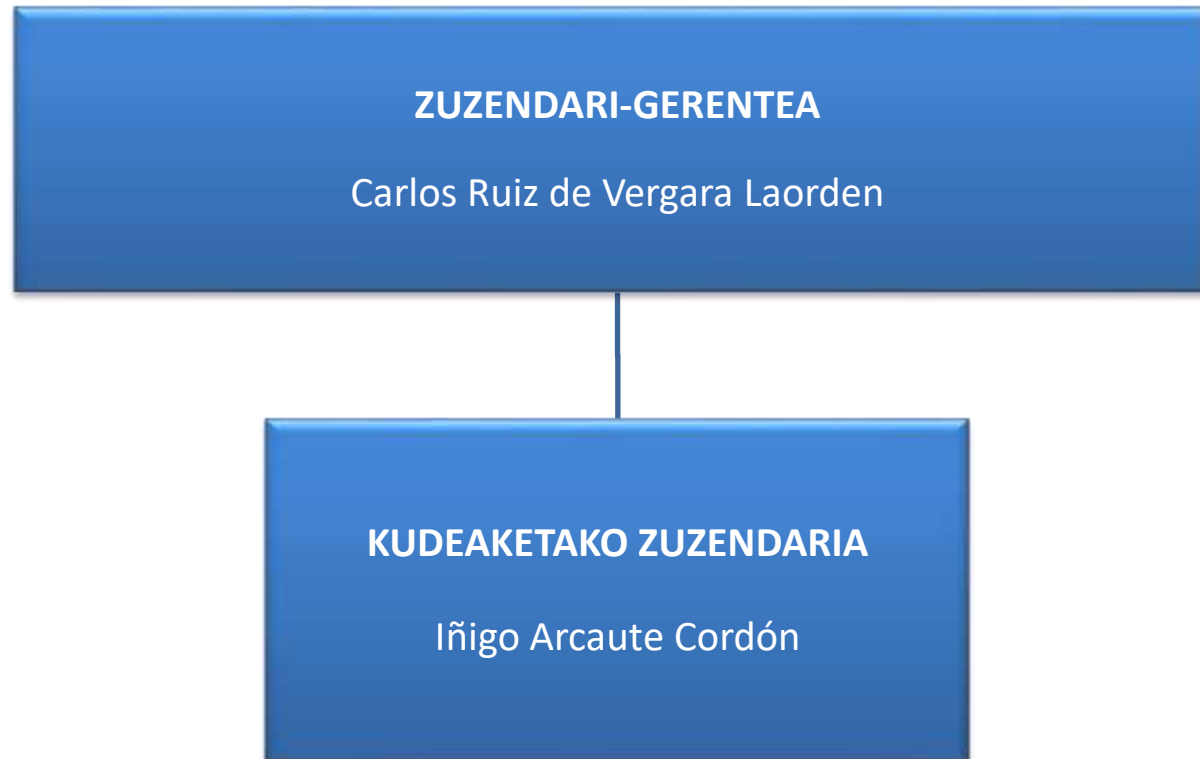 ZUZENDARI-GERENTEA
Carlos Ruiz de Vergara Laorden
KUDEAKETAKO ZUZENDARIA
Iñigo Arcaute Cordón